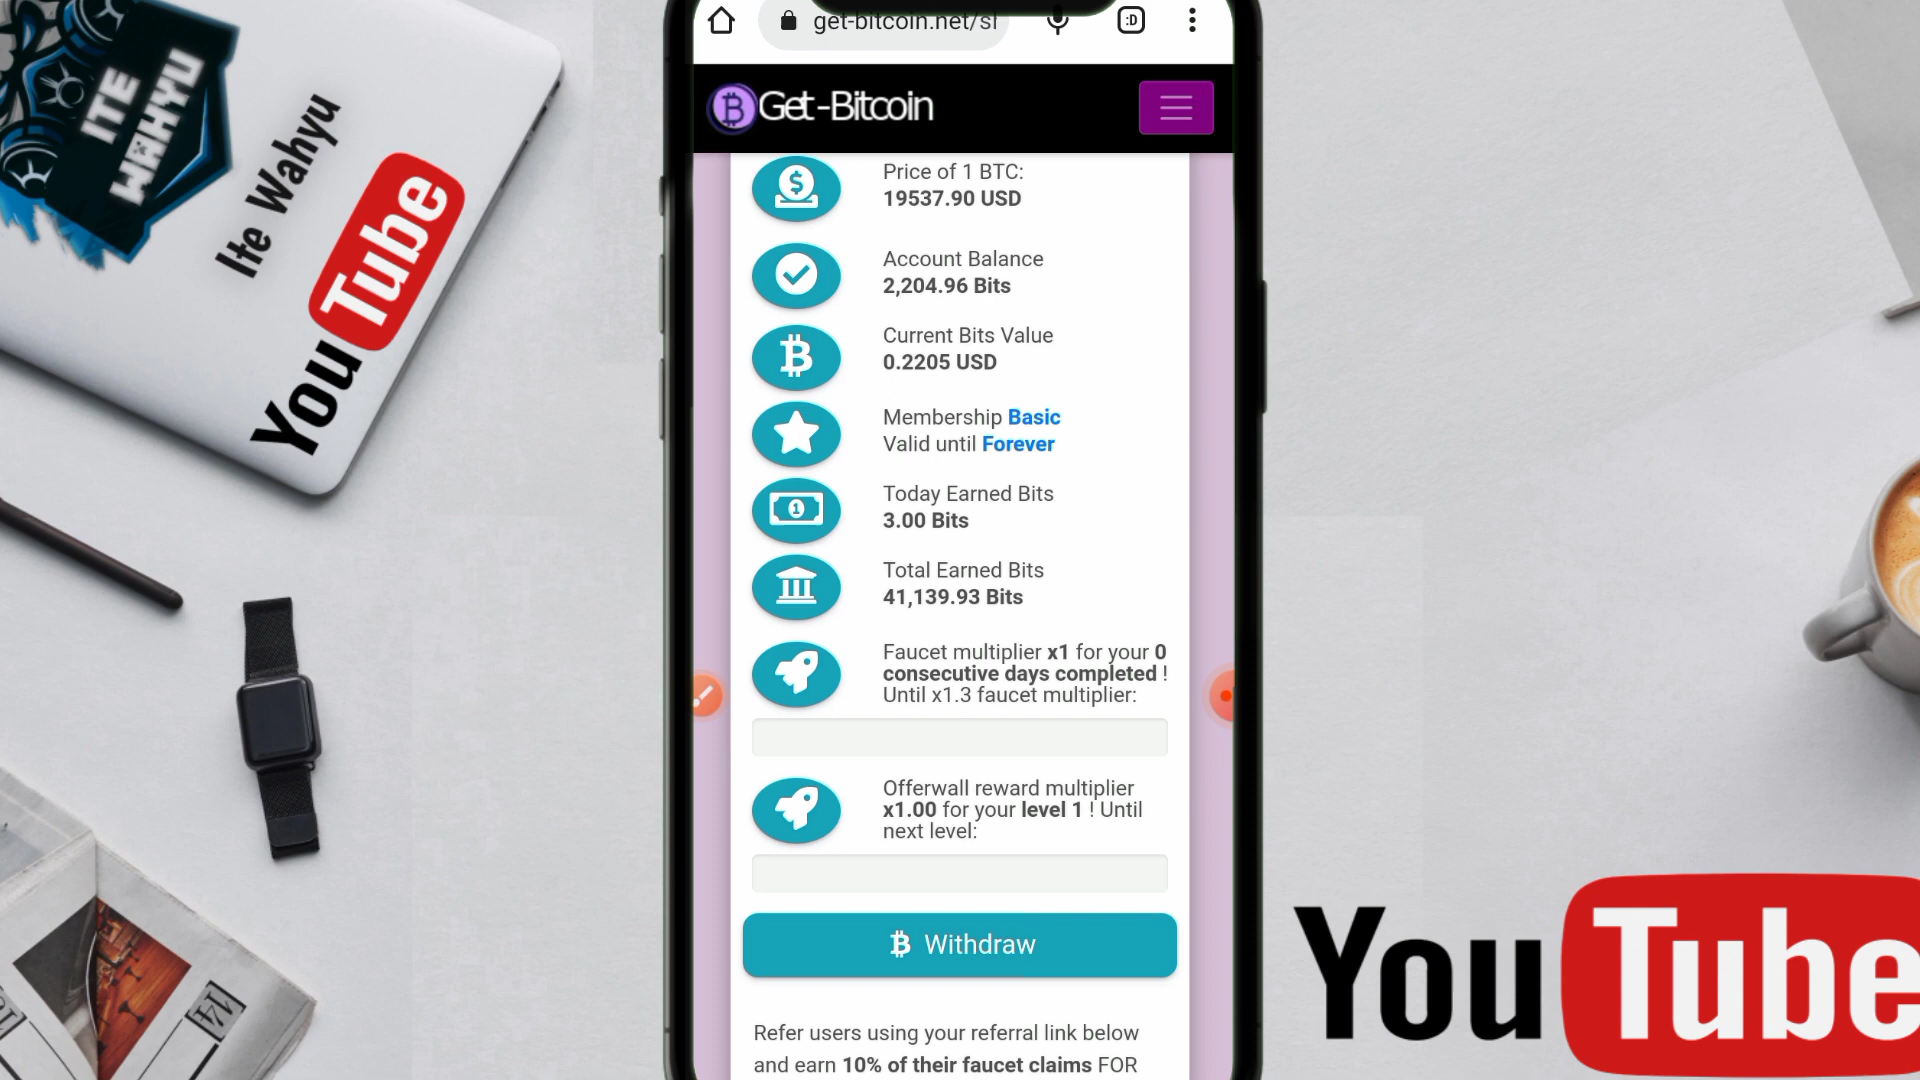 ITE
WAHYU
Ite Wahyu
YouTube
get-bitcoin.net/sl
:D
Get-Bitcoin
Price of 1 BTC:
19537.90 USD
Account Balance
2,204.96 Bits
Current Bits Value
0.2205 USD
Membership Basic
Valid until Forever
Today Earned Bits
3.00 Bits
Total Earned Bits
41,139.93 Bits
Faucet multiplier x1 for your 0
consecutive days completed !
Until x1.3 faucet multiplier:
Offerwall reward multiplier
x1.00 for your level 1 ! Until
next level:
Withdraw
Refer users using your referral link below
and earn 10% of their faucet claims FOR
YouTube